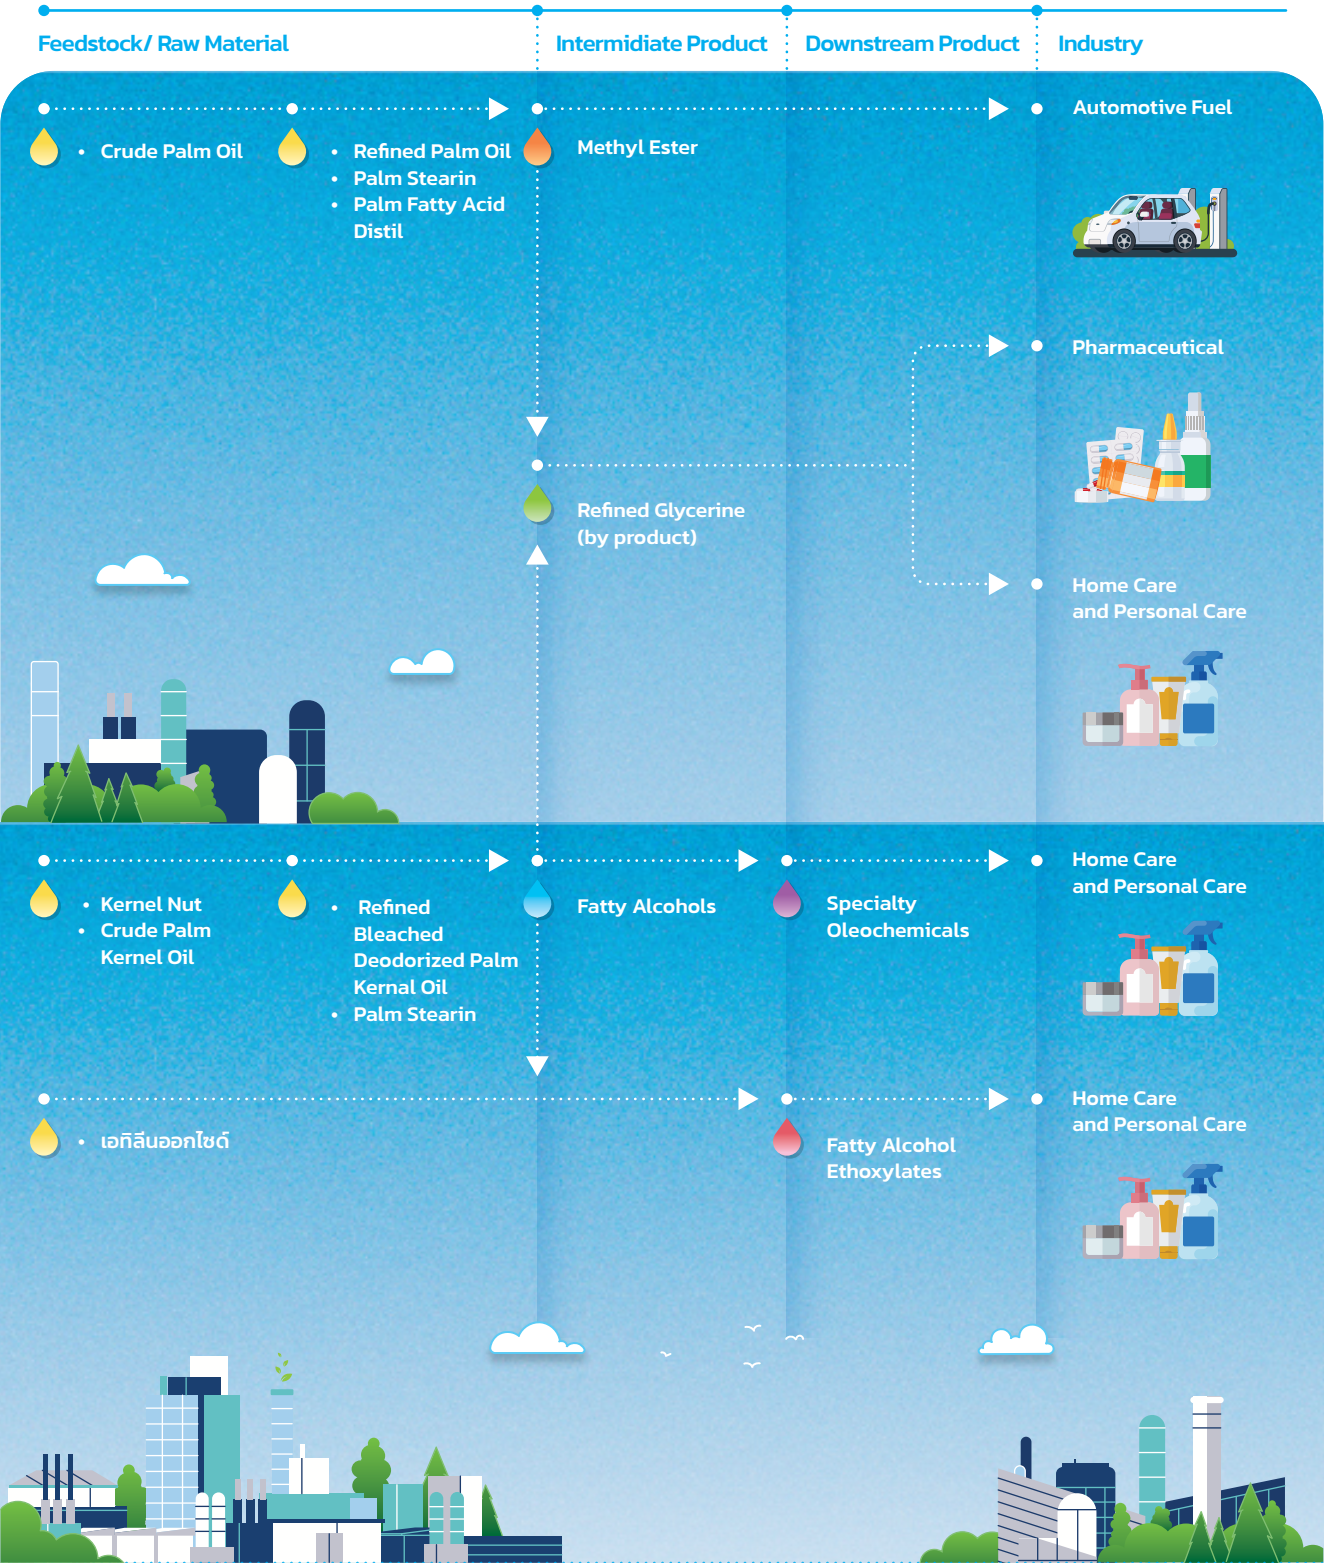 Feedstock/ Raw Material
Intermidiate Product
Downstream Product
Industry
• Crude Palm Oil
• Refined Palm Oil
• Palm Stearin
• Palm Fatty Acid
Distil
Methyl Ester
Automotive Fuel
Pharmaceutical
Refined Glycerine
(by product)
Home Care
and Personal Care
• Kernel Nut
• Crude Palm
Kernel Oil
• Refined
Bleached
Deodorized Palm
Kernal Oil
• Palm Stearin
Fatty Alcohols
Specialty
Oleochemicals
Home Care
and Personal Care
• เอทิลีนออกไซด์
Fatty Alcohol
Ethoxylates
Home Care
and Personal Care